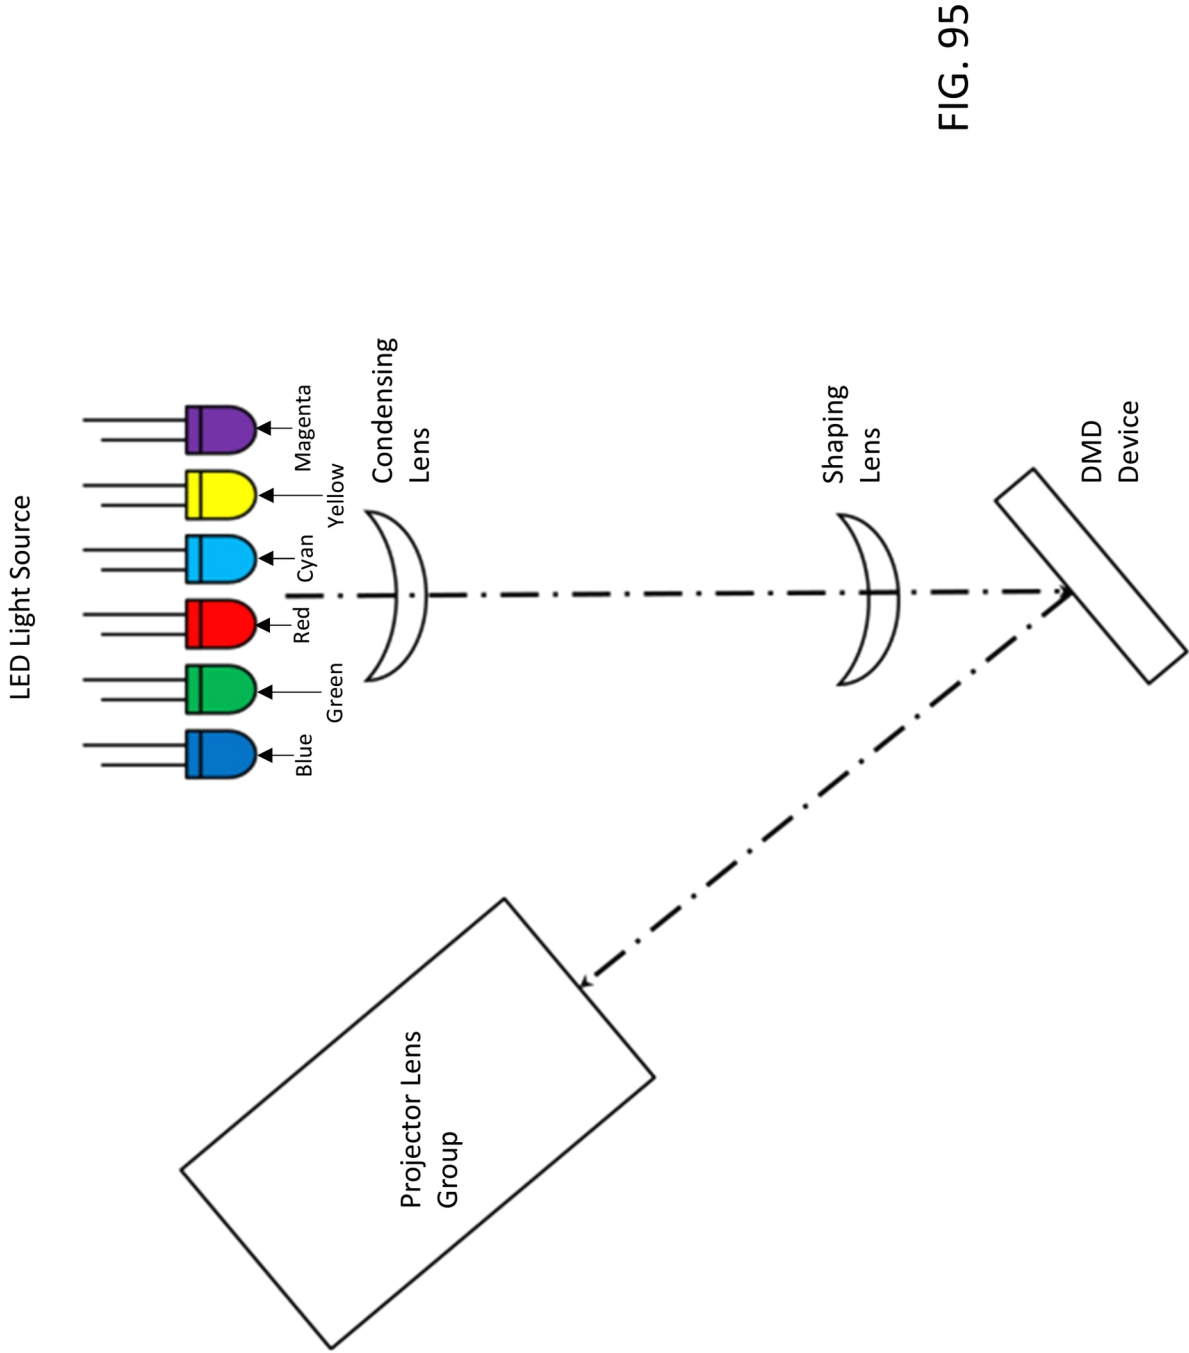 LED Light Source
Blue
Green
Red
Cyan
Yellow
Magenta
Condensing
Lens
Projector Lens
Group
Shaping
Lens
DMD
Device
FIG. 95